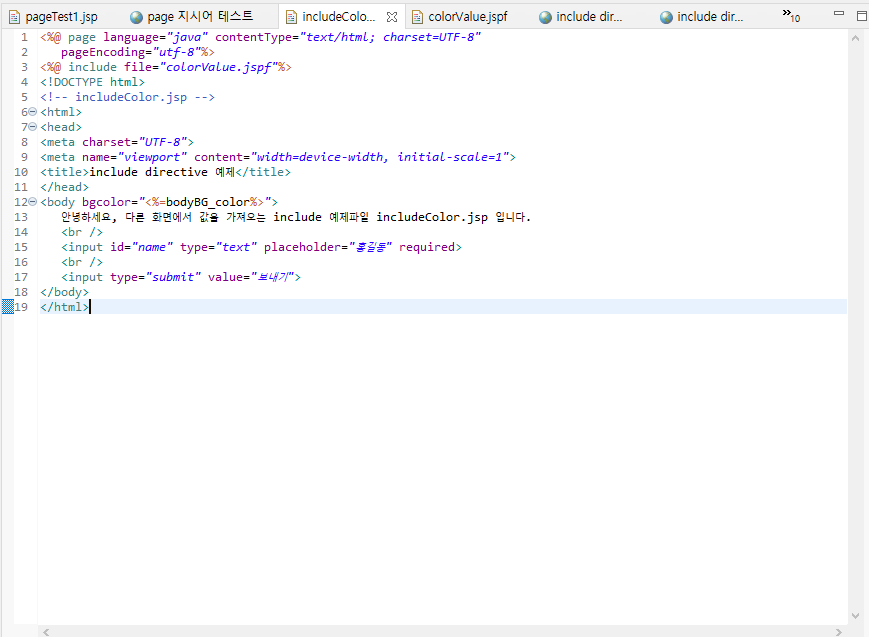 pageTest1.jsp page 지시어 테스트 includeColo... colorValue.jspf include dir... include dir... »10
1 <%@ page language="java" contentType="text/html; charset=UTF-8"
2 pageEncoding="utf-8"%>
3 <%@ include file="colorValue.jspf"%>
4 <!DOCTYPE html>
5 <!-- includeColor.jsp -->
6 <html>
7 <head>
8 <meta charset="UTF-8">
9 <meta name="viewport" content="width=device-width, initial-scale=1">
10 <title>include directive 예제</title>
11 </head>
12 <body bgcolor="<%=bodyBG_color%>">
13 안녕하세요, 다른 화면에서 값을 가져오는 include 예제파일 includeColor.jsp 입니다.
14 <br />
15 <input id="name" type="text" placeholder="홍길동" required>
16 <br />
17 <input type="submit" value="보내기">
18 </body>
19 </html>